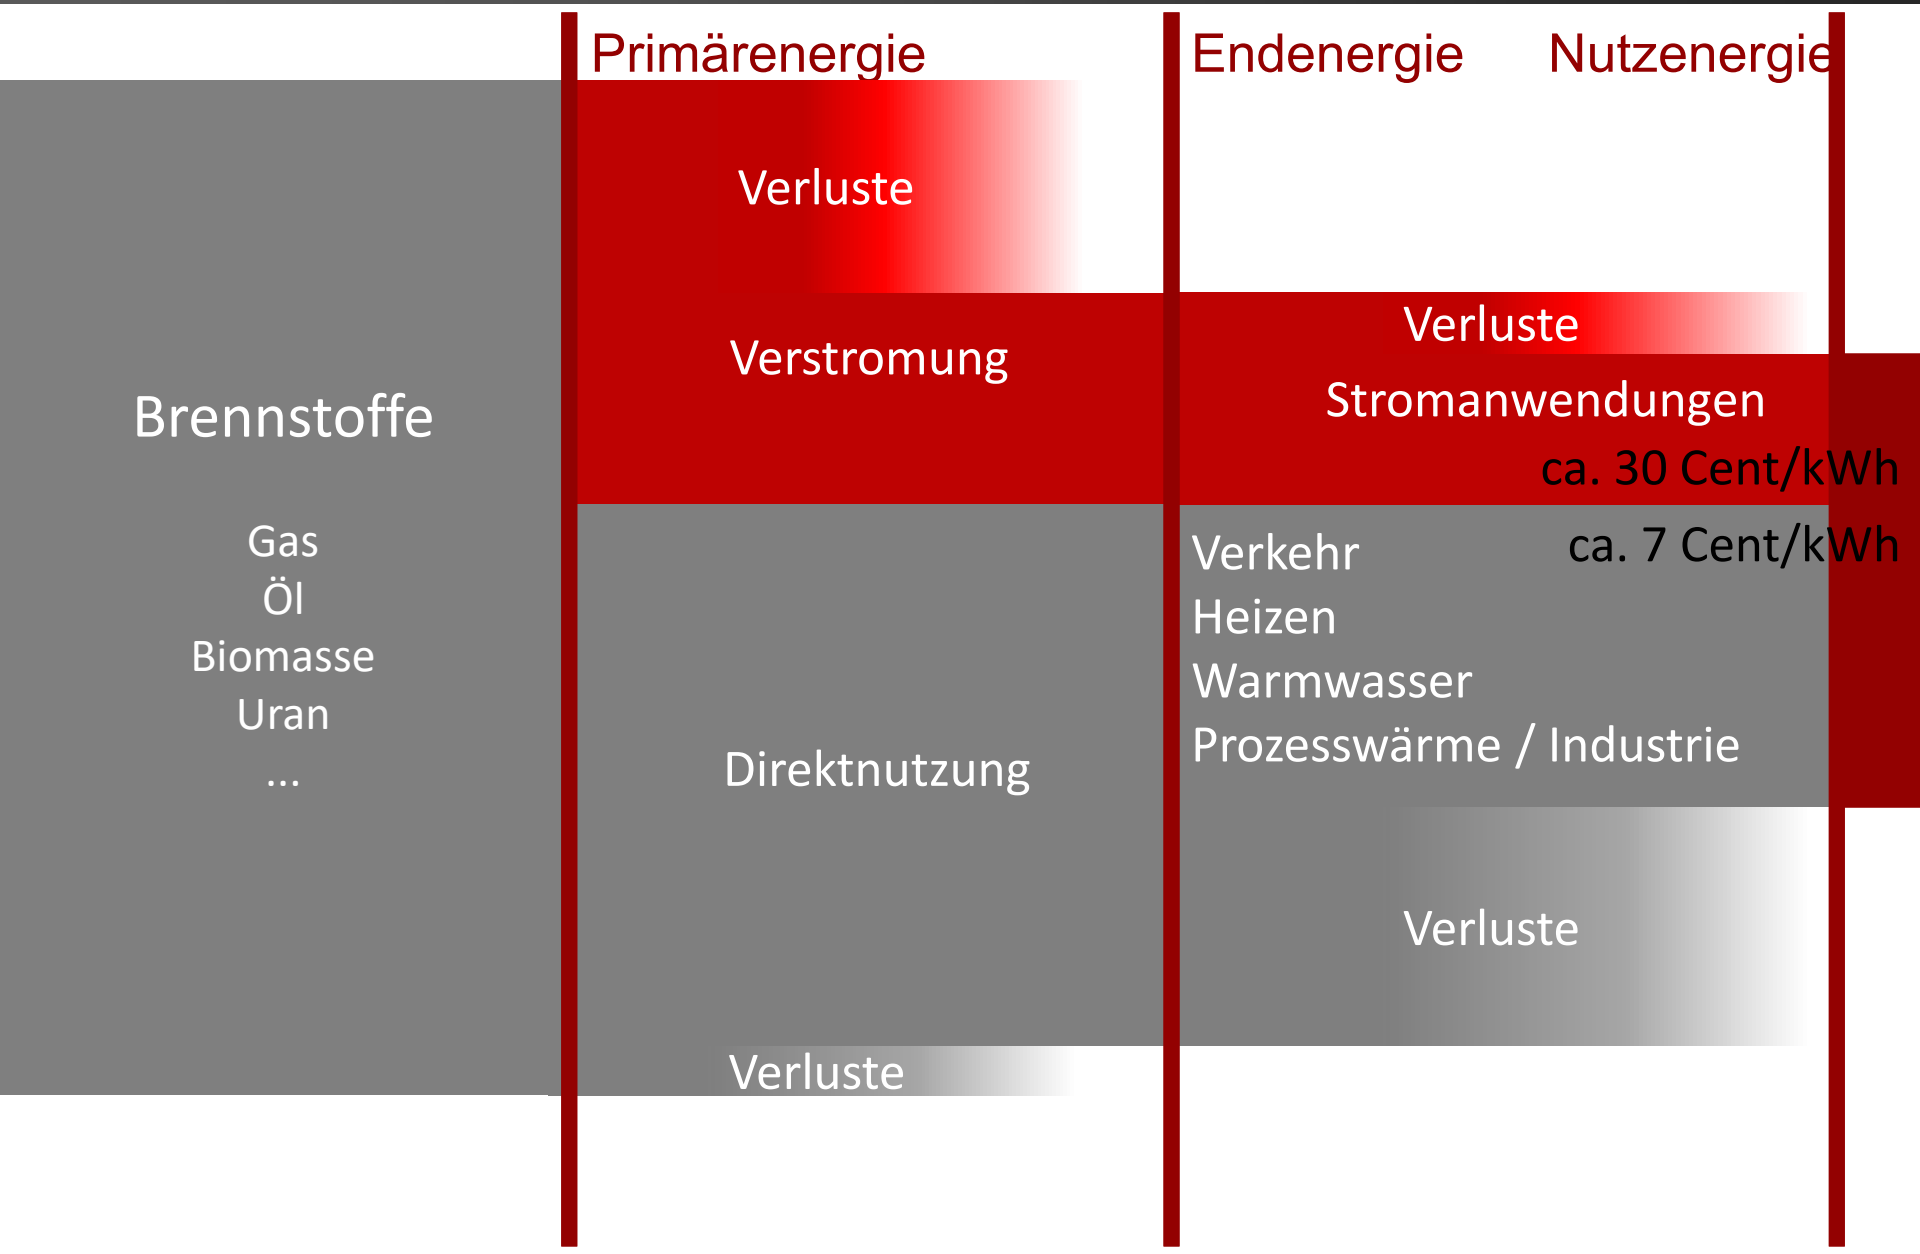 Primärenergie
Endenergie
Nutzenergie
Verluste
Verluste
Verstromung
Stromanwendungen
Brennstoffe
ca. 30 Cent/kWh
Gas
Öl
Biomasse
Uran
...
Verkehr
ca. 7 Cent/kWh
Heizen
Warmwasser
Prozesswärme / Industrie
Direktnutzung
Verluste
Verluste